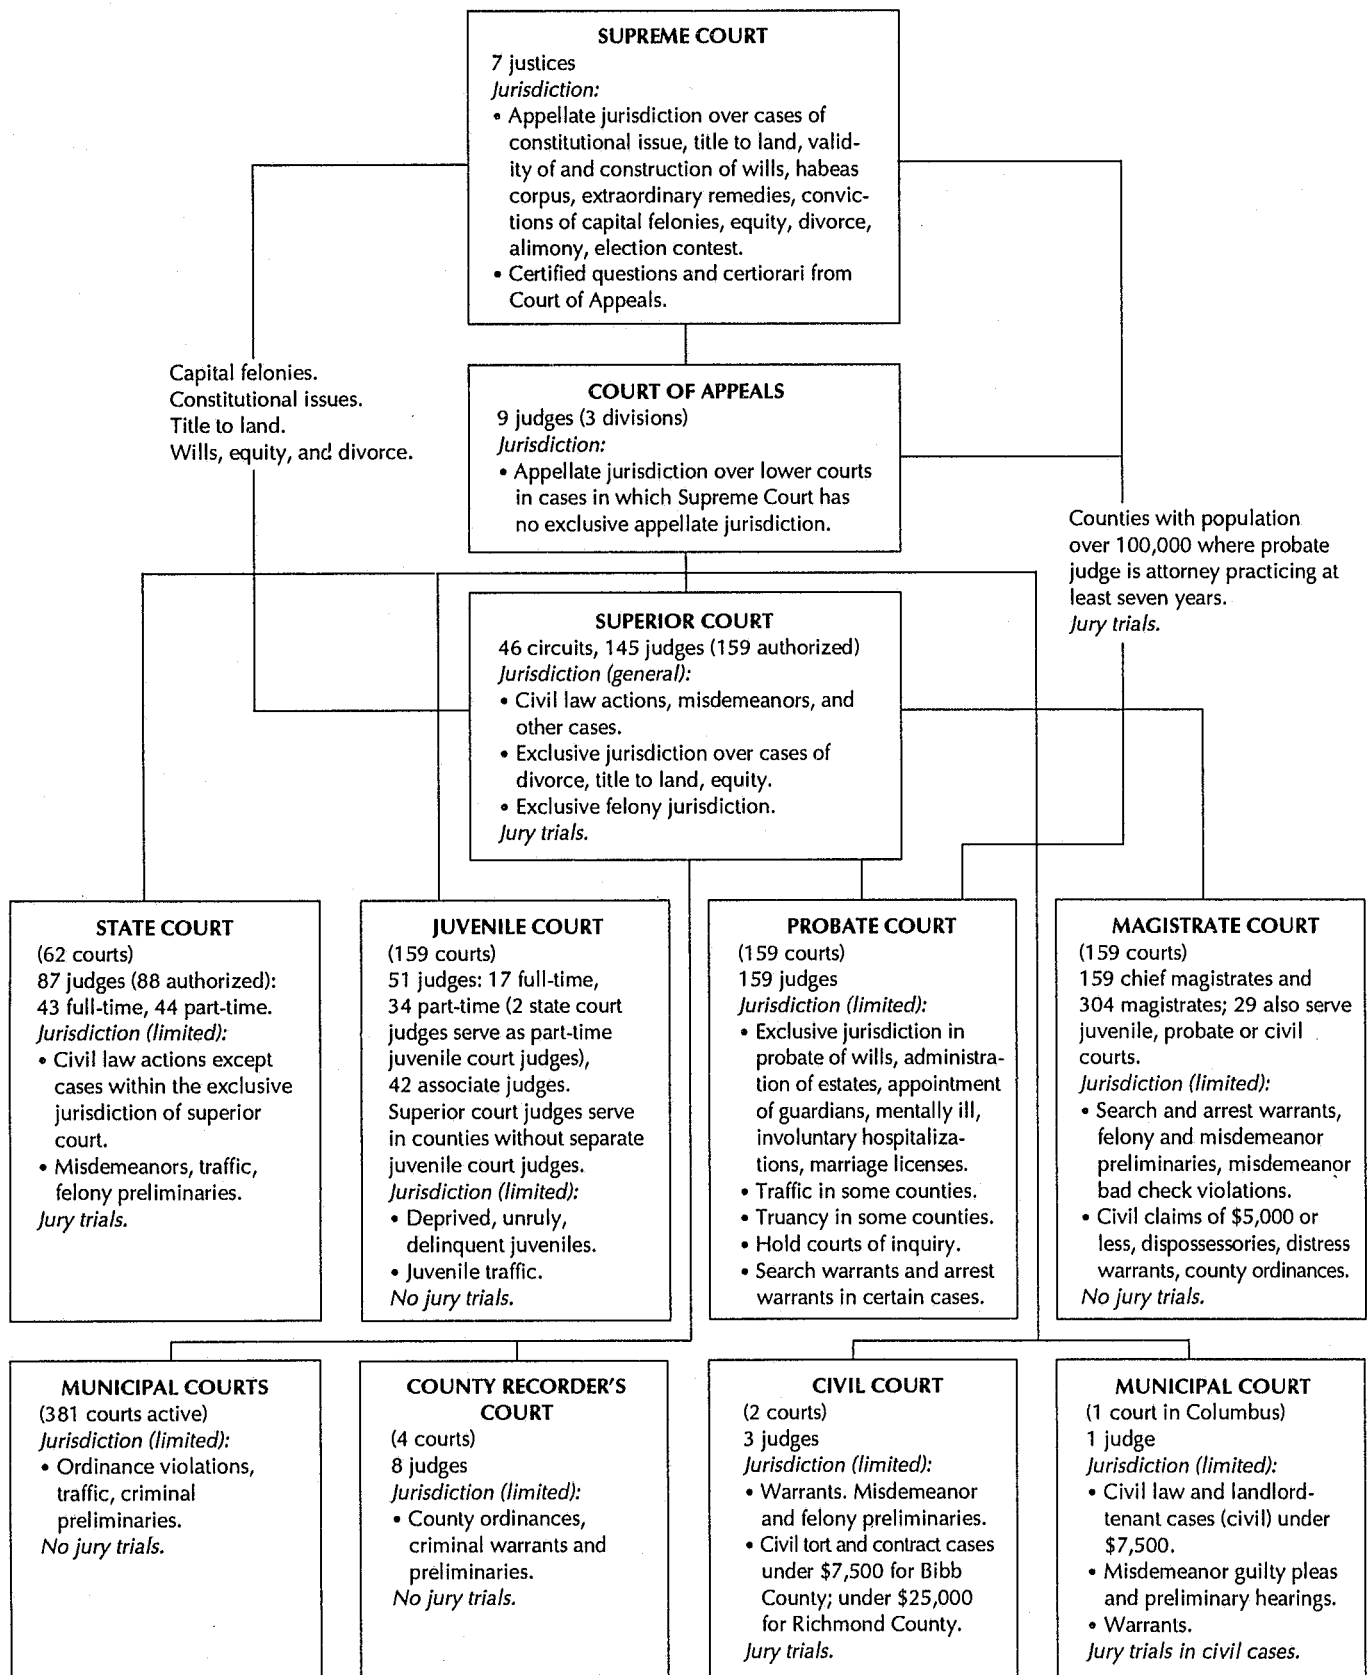 SUPREME COURT
7 justices
Jurisdiction:
• Appellate jurisdiction over cases of
constitutional issue, title to land, valid-
ity of and construction of wills, habeas
corpus, extraordinary remedies, convic-
tions of capital felonies, equity, divorce,
alimony, election contest.
• Certified questions and certiorari from
Court of Appeals.
Capital felonies.
Constitutional issues.
Title to land.
Wills, equity, and divorce.
COURT OF APPEALS
9 judges (3 divisions)
Jurisdiction:
• Appellate jurisdiction over lower courts
in cases in which Supreme Court has
no exclusive appellate jurisdiction.
Counties with population
over 100,000 where probate
judge is attorney practicing at
least seven years.
Jury trials.
SUPERIOR COURT
46 circuits, 145 judges (159 authorized)
Jurisdiction (general):
• Civil law actions, misdemeanors, and
other cases.
• Exclusive jurisdiction over cases of
divorce, title to land, equity.
• Exclusive felony jurisdiction.
Jury trials.
STATE COURT
(62 courts)
87 judges (88 authorized):
43 full-time, 44 part-time.
Jurisdiction (limited):
• Civil law actions except
cases within the exclusive
jurisdiction of superior
court.
• Misdemeanors, traffic,
felony preliminaries.
Jury trials.
JUVENILE COURT
(159 courts)
51 judges: 17 full-time,
34 part-time (2 state court
judges serve as part-time
juvenile court judges),
42 associate judges.
Superior court judges serve
in counties without separate
juvenile court judges.
Jurisdiction (limited):
• Deprived, unruly,
delinquent juveniles.
• Juvenile traffic.
No jury trials.
PROBATE COURT
(159 courts)
159 judges
Jurisdiction (limited):
• Exclusive jurisdiction in
probate of wills, administra-
tion of estates, appointment
of guardians, mentally ill,
involuntary hospitaliza-
tions, marriage licenses.
• Traffic in some counties.
• Truancy in some counties.
• Hold courts of inquiry.
• Search warrants and arrest
warrants in certain cases.
MAGISTRATE COURT
(159 courts)
159 chief magistrates and
304 magistrates; 29 also serve
juvenile, probate or civil
courts.
Jurisdiction (limited):
• Search and arrest warrants,
felony and misdemeanor
preliminaries, misdemeanor
bad check violations.
• Civil claims of $5,000 or
less, dispossessories, distress
warrants, county ordinances.
No jury trials.
MUNICIPAL COURTS
(381 courts active)
Jurisdiction (limited):
• Ordinance violations,
traffic, criminal
preliminaries.
No jury trials.
COUNTY RECORDER'S
COURT
(4 courts)
8 judges
Jurisdiction (limited):
• County ordinances,
criminal warrants and
preliminaries.
No jury trials.
CIVIL COURT
(2 courts)
3 judges
Jurisdiction (limited):
• Warrants. Misdemeanor
and felony preliminaries.
• Civil tort and contract cases
under $7,500 for Bibb
County; under $25,000
for Richmond County.
Jury trials.
MUNICIPAL COURT
(1 court in Columbus)
1 judge
Jurisdiction (limited):
• Civil law and landlord-
tenant cases (civil) under
$7,500.
• Misdemeanor guilty pleas
and preliminary hearings.
• Warrants.
Jury trials in civil cases.